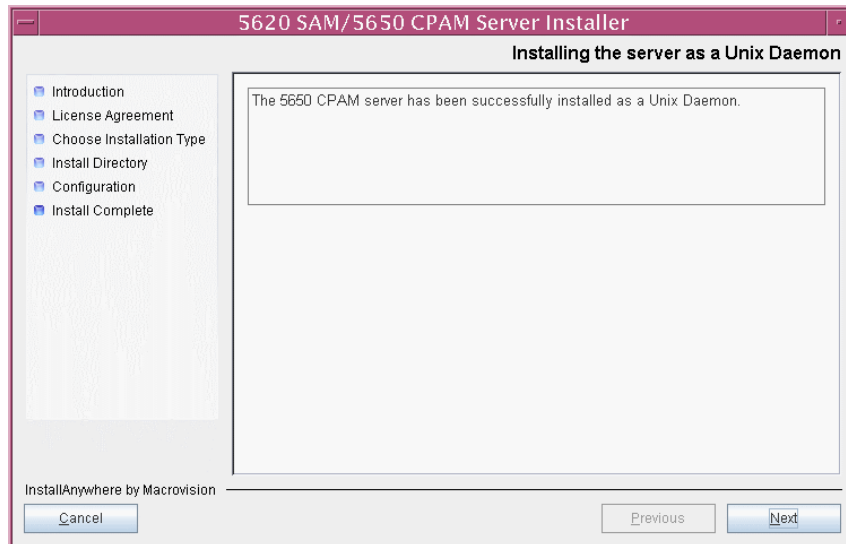 5620 SAM/5650 CPAM Server Installer
Installing the server as a Unix Daemon
Introduction
License Agreement
Choose Installation Type
Install Directory
Configuration
Install Complete
The 5650 CPAM server has been successfully installed as a Unix Daemon.
InstallAnywhere by Macrovision
Cancel
Previous
Next